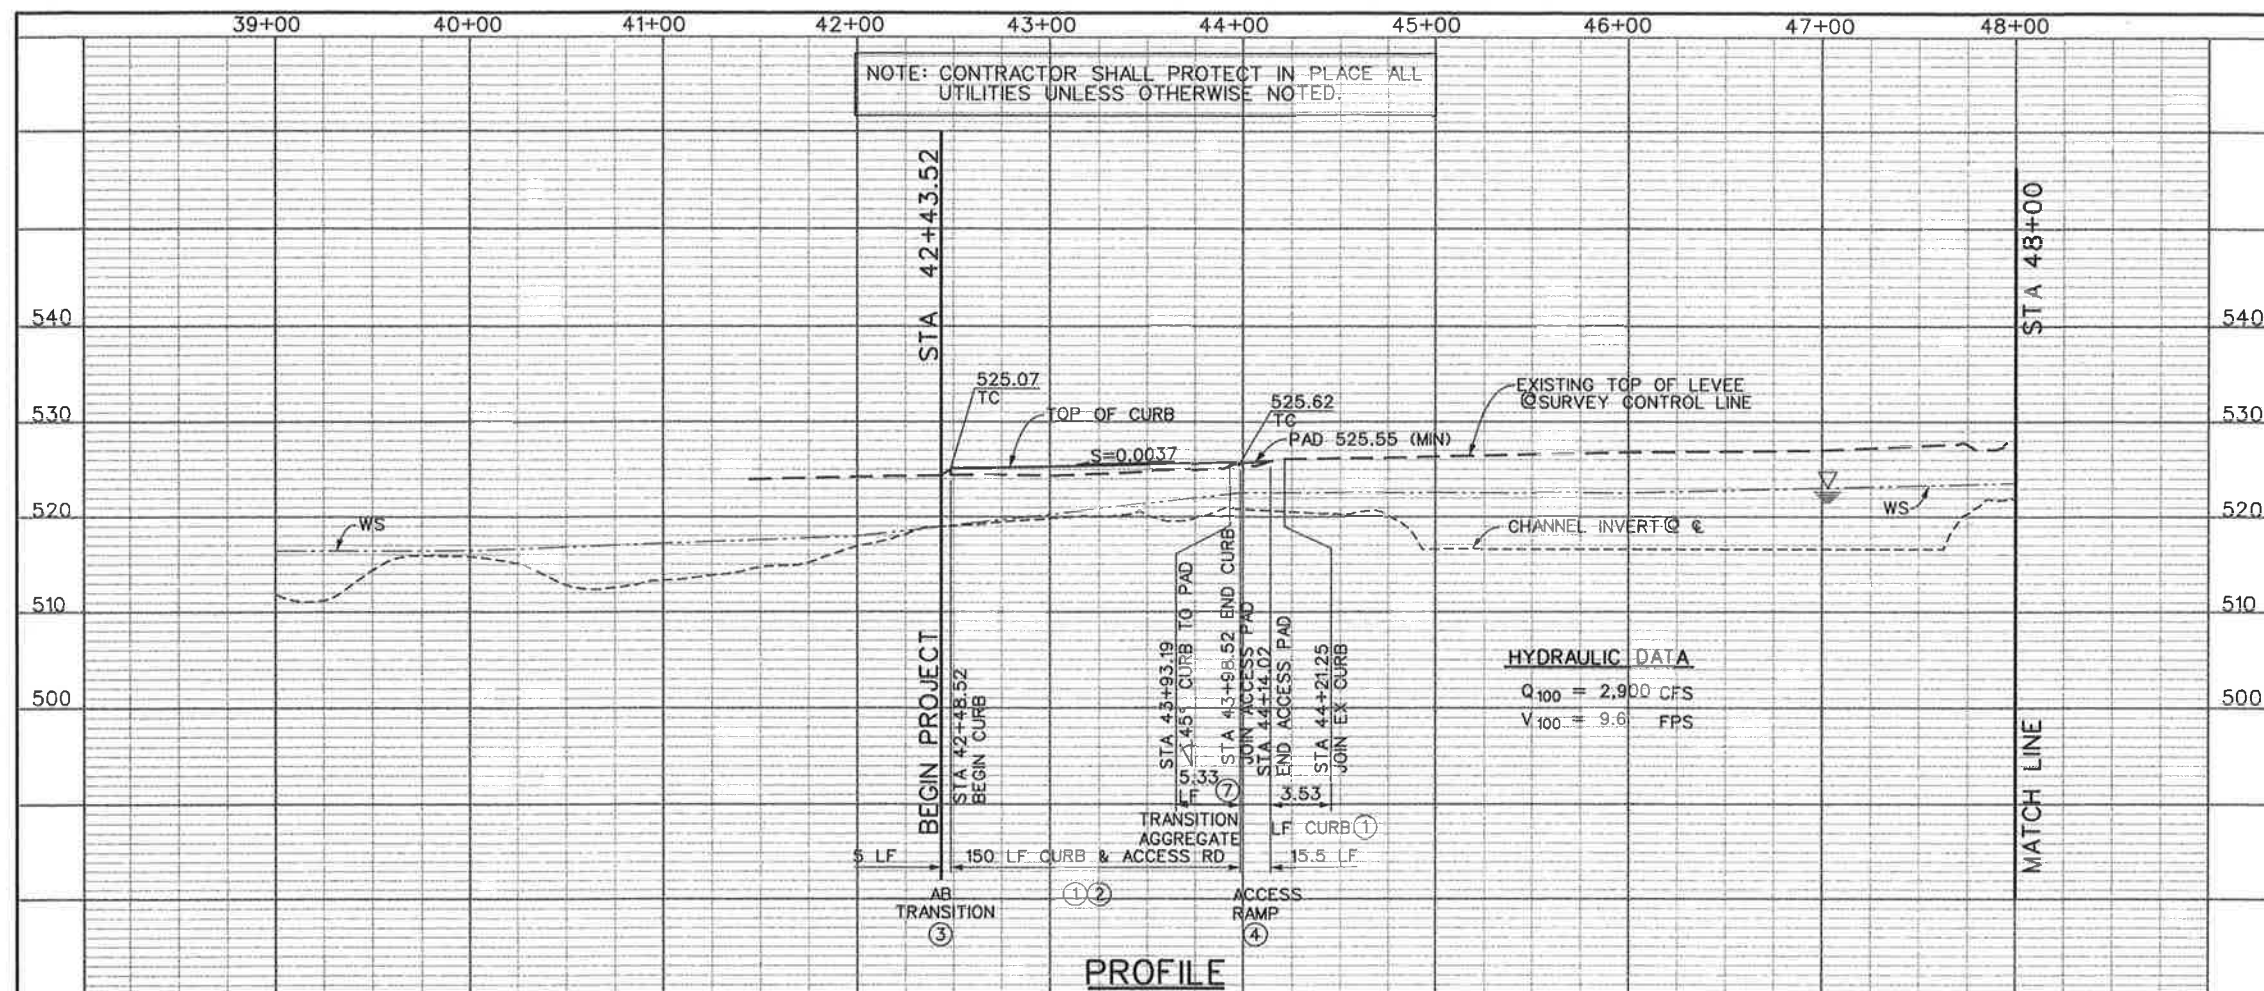 39+00 40+00 41+00 42+00 43+00 44+00 45+00 46+00 47+00 48+00
NOTE: CONTRACTOR SHALL PROTECT IN PLACE ALL
UTILITIES UNLESS OTHERWISE NOTED.
STA 42+43.52
STA 48+00
540
540
525.07
TC
TOP OF CURB
525.62
TC
PAD 525.55 (MIN)
EXISTING TOP OF LEVEE
@SURVEY CONTROL LINE
530
530
S=0.0037
WS
WS
CHANNEL INVERT @ ℄
520
520
510
510
500
500
HYDRAULIC DATA
Q100 = 2,900 CFS
V100 = 9.6 FPS
BEGIN PROJECT
STA 42+48.52
BEGIN CURB
STA 43+93.19
45° CURB TO PAD
STA 43+98.52 END CURB
JOIN ACCESS PAD
STA 44+14.02
END ACCESS PAD
STA 44+21.25
JOIN EX CURB
MATCH LINE
5.33
LF
7
3.53
TRANSITION
AGGREGATE
LF CURB 1
5 LF
150 LF CURB & ACCESS RD
15.5 LF
AB
TRANSITION
3
1 2
ACCESS
RAMP
4
PROFILE